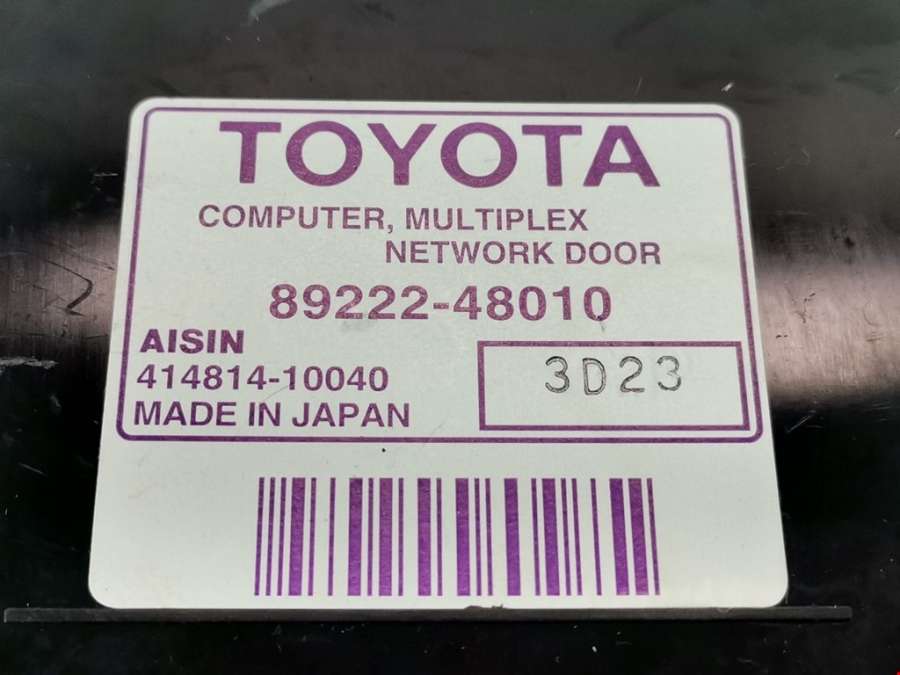 TOYOTA
COMPUTER, MULTIPLEX
NETWORK DOOR
89222-48010
AISIN
414814-10040
MADE IN JAPAN
3D23